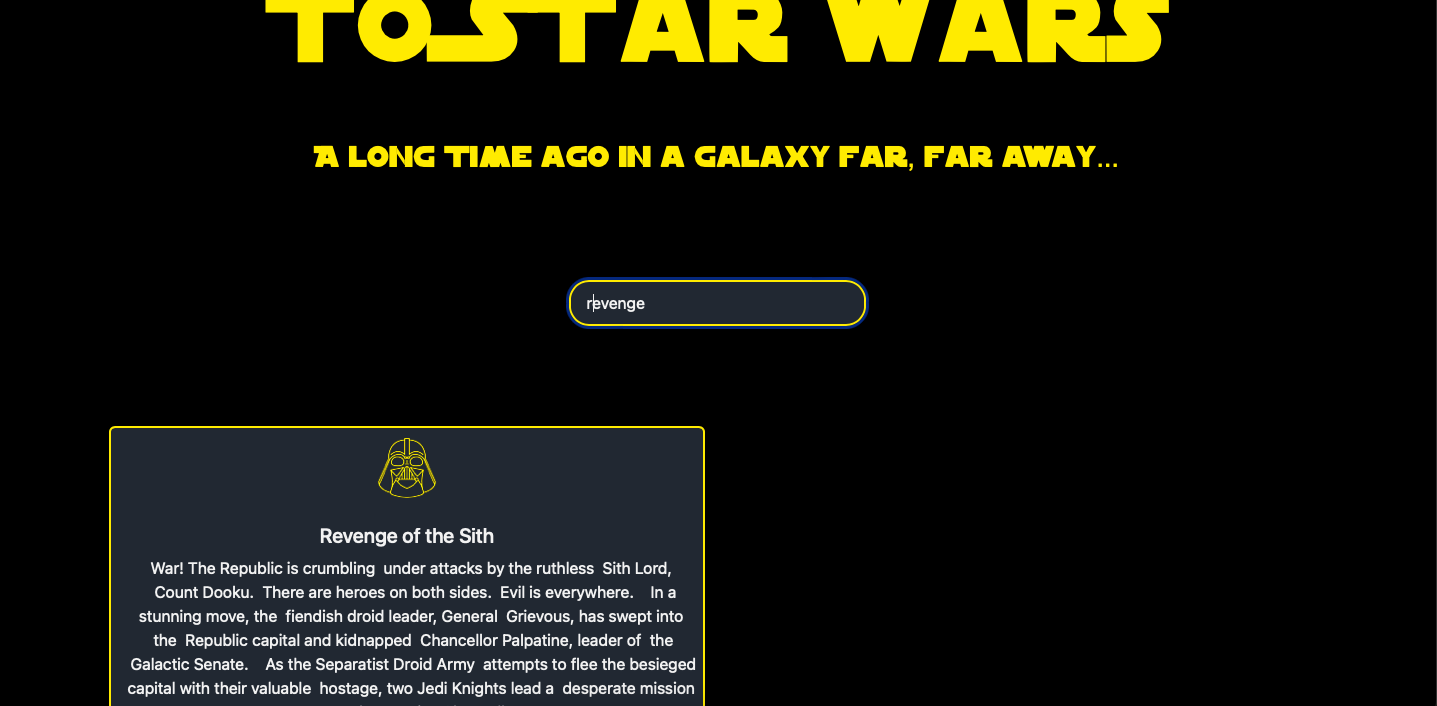 TO STAR WARS
A LONG TIME AGO IN A GALAXY FAR, FAR AWAY...
revenge
Revenge of the Sith
War! The Republic is crumbling under attacks by the ruthless Sith Lord,
Count Dooku. There are heroes on both sides. Evil is everywhere. In a
stunning move, the fiendish droid leader, General Grievous, has swept into
the Republic capital and kidnapped Chancellor Palpatine, leader of the
Galactic Senate. As the Separatist Droid Army attempts to flee the besieged
capital with their valuable hostage, two Jedi Knights lead a desperate mission